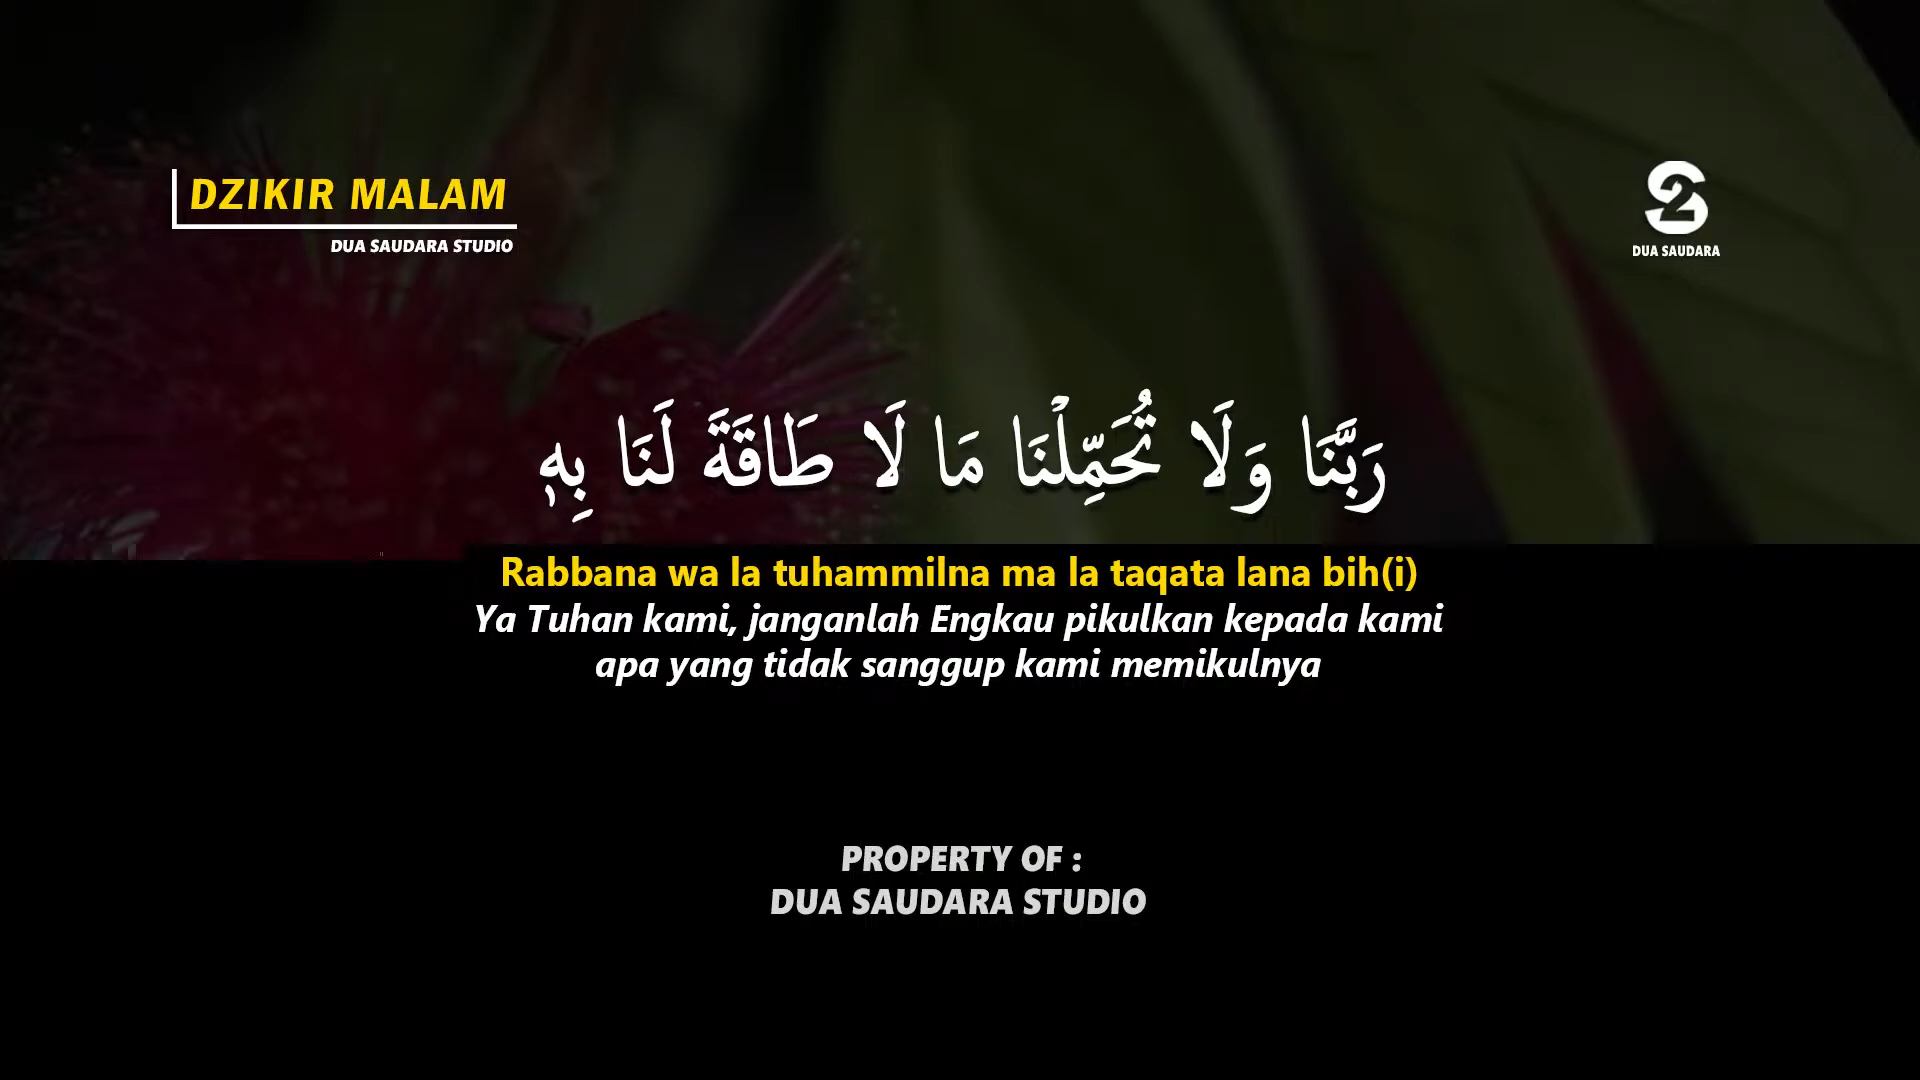 DZIKIR MALAM
DUA SAUDARA STUDIO
S2
DUA SAUDARA
رَبَّنَا وَلَا تُحَمِّلْنَا مَا لَا طَاقَةَ لَنَا بِهٖ
Rabbana wa la tuhammilna ma la taqata lana bih(i)
Ya Tuhan kami, janganlah Engkau pikulkan kepada kami
apa yang tidak sanggup kami memikulnya
PROPERTY OF :
DUA SAUDARA STUDIO